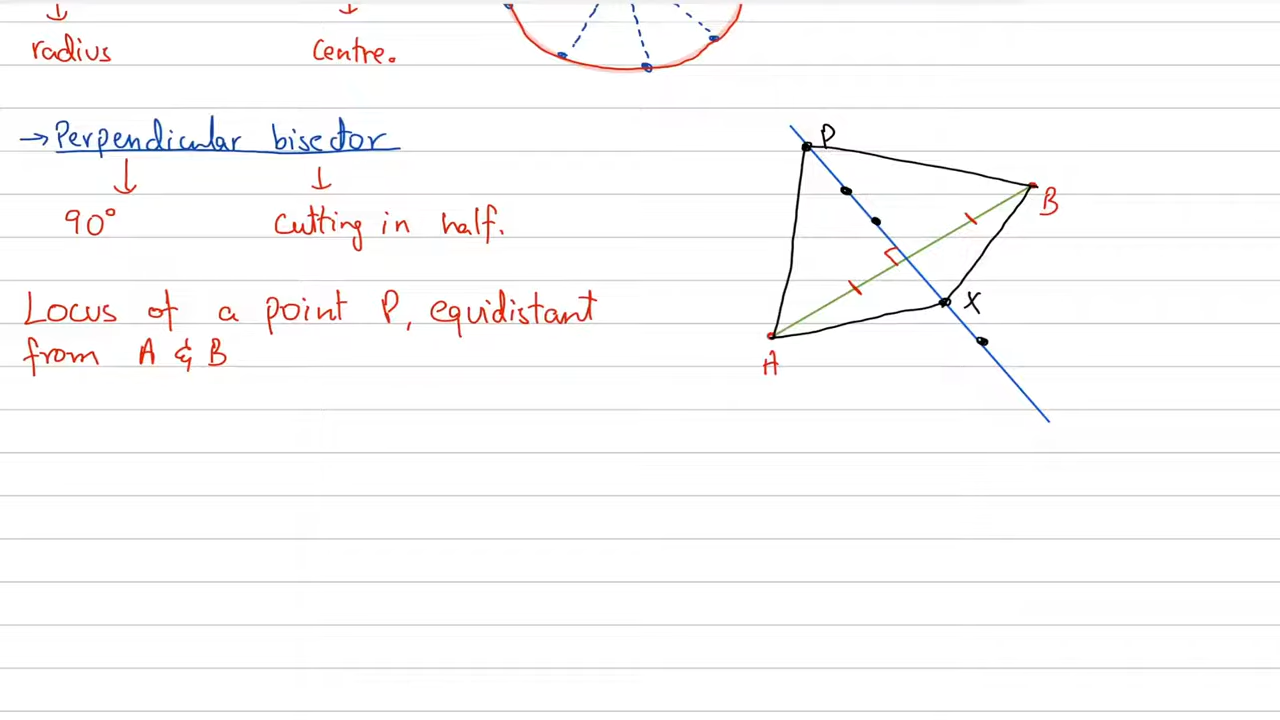 ↓ ↓
radius centre.
→ Perpendicular bisector
↓ ↓
90° Cutting in half.
Locus of a point P, equidistant
from A & B
P
B
X
A